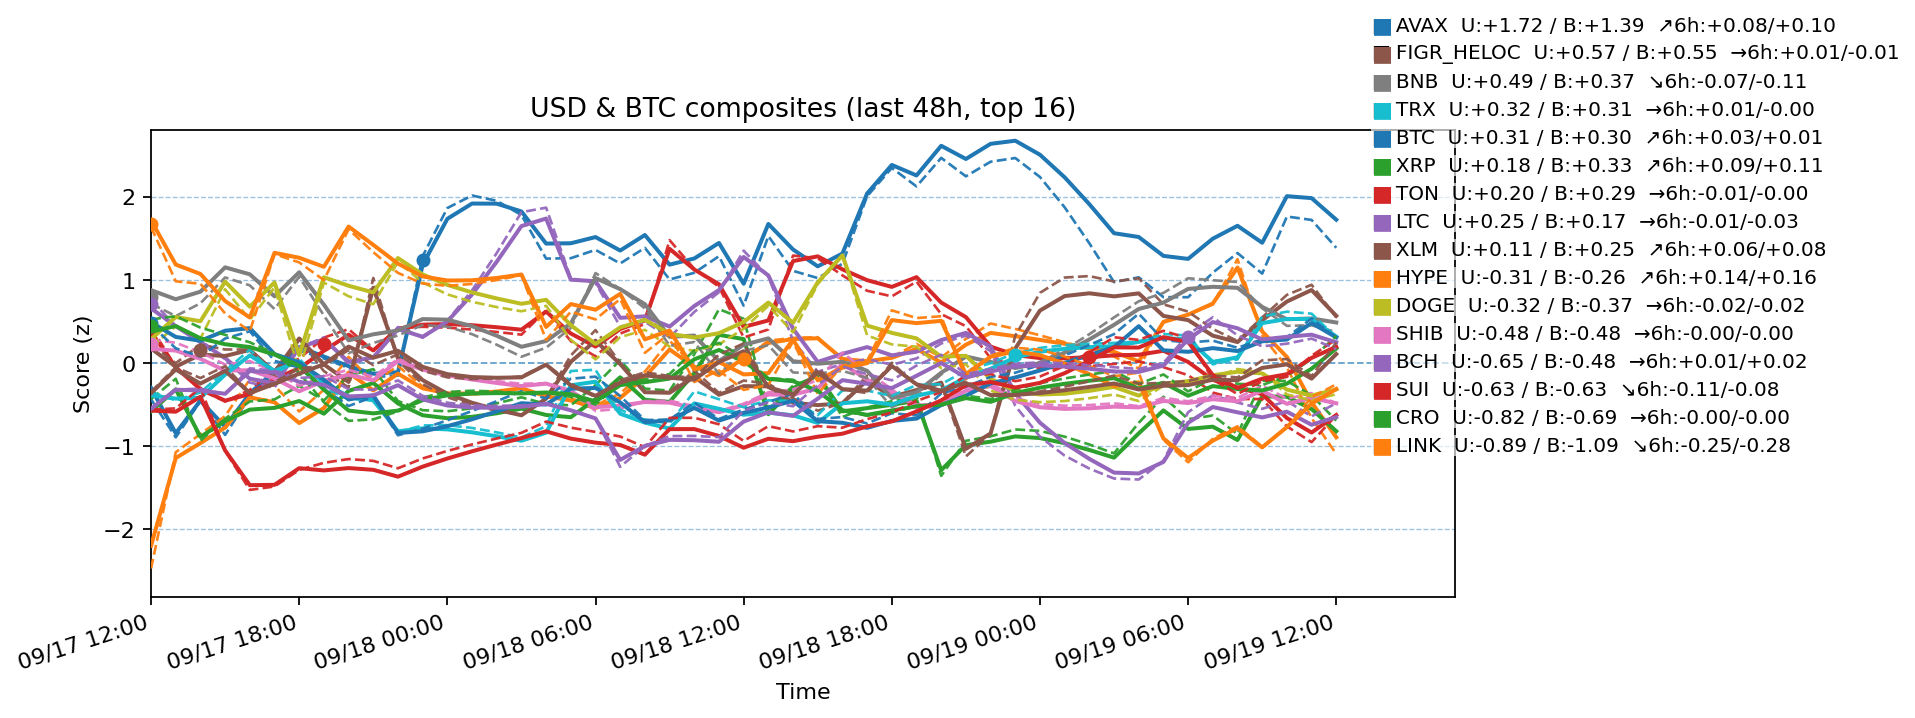 AVAX U:+1.72 / B:+1.39 ↗6h:+0.08/+0.10
FIGR_HELOC U:+0.57 / B:+0.55 →6h:+0.01/-0.01
BNB U:+0.49 / B:+0.37 ↘6h:-0.07/-0.11
TRX U:+0.32 / B:+0.31 →6h:+0.01/-0.00
BTC U:+0.31 / B:+0.30 ↗6h:+0.03/+0.01
XRP U:+0.18 / B:+0.33 ↗6h:+0.09/+0.11
TON U:+0.20 / B:+0.29 →6h:-0.01/-0.00
LTC U:+0.25 / B:+0.17 →6h:-0.01/-0.03
XLM U:+0.11 / B:+0.25 ↗6h:+0.06/+0.08
HYPE U:-0.31 / B:-0.26 ↗6h:+0.14/+0.16
DOGE U:-0.32 / B:-0.37 →6h:-0.02/-0.02
SHIB U:-0.48 / B:-0.48 →6h:-0.00/-0.00
BCH U:-0.65 / B:-0.48 →6h:+0.01/+0.02
SUI U:-0.63 / B:-0.63 ↘6h:-0.11/-0.08
CRO U:-0.82 / B:-0.69 →6h:-0.00/-0.00
LINK U:-0.89 / B:-1.09 ↘6h:-0.25/-0.28
USD & BTC composites (last 48h, top 16)
Score (z)
2
1
0
−1
−2
09/17 12:00
09/17 18:00
09/18 00:00
09/18 06:00
09/18 12:00
09/18 18:00
09/19 00:00
09/19 06:00
09/19 12:00
Time